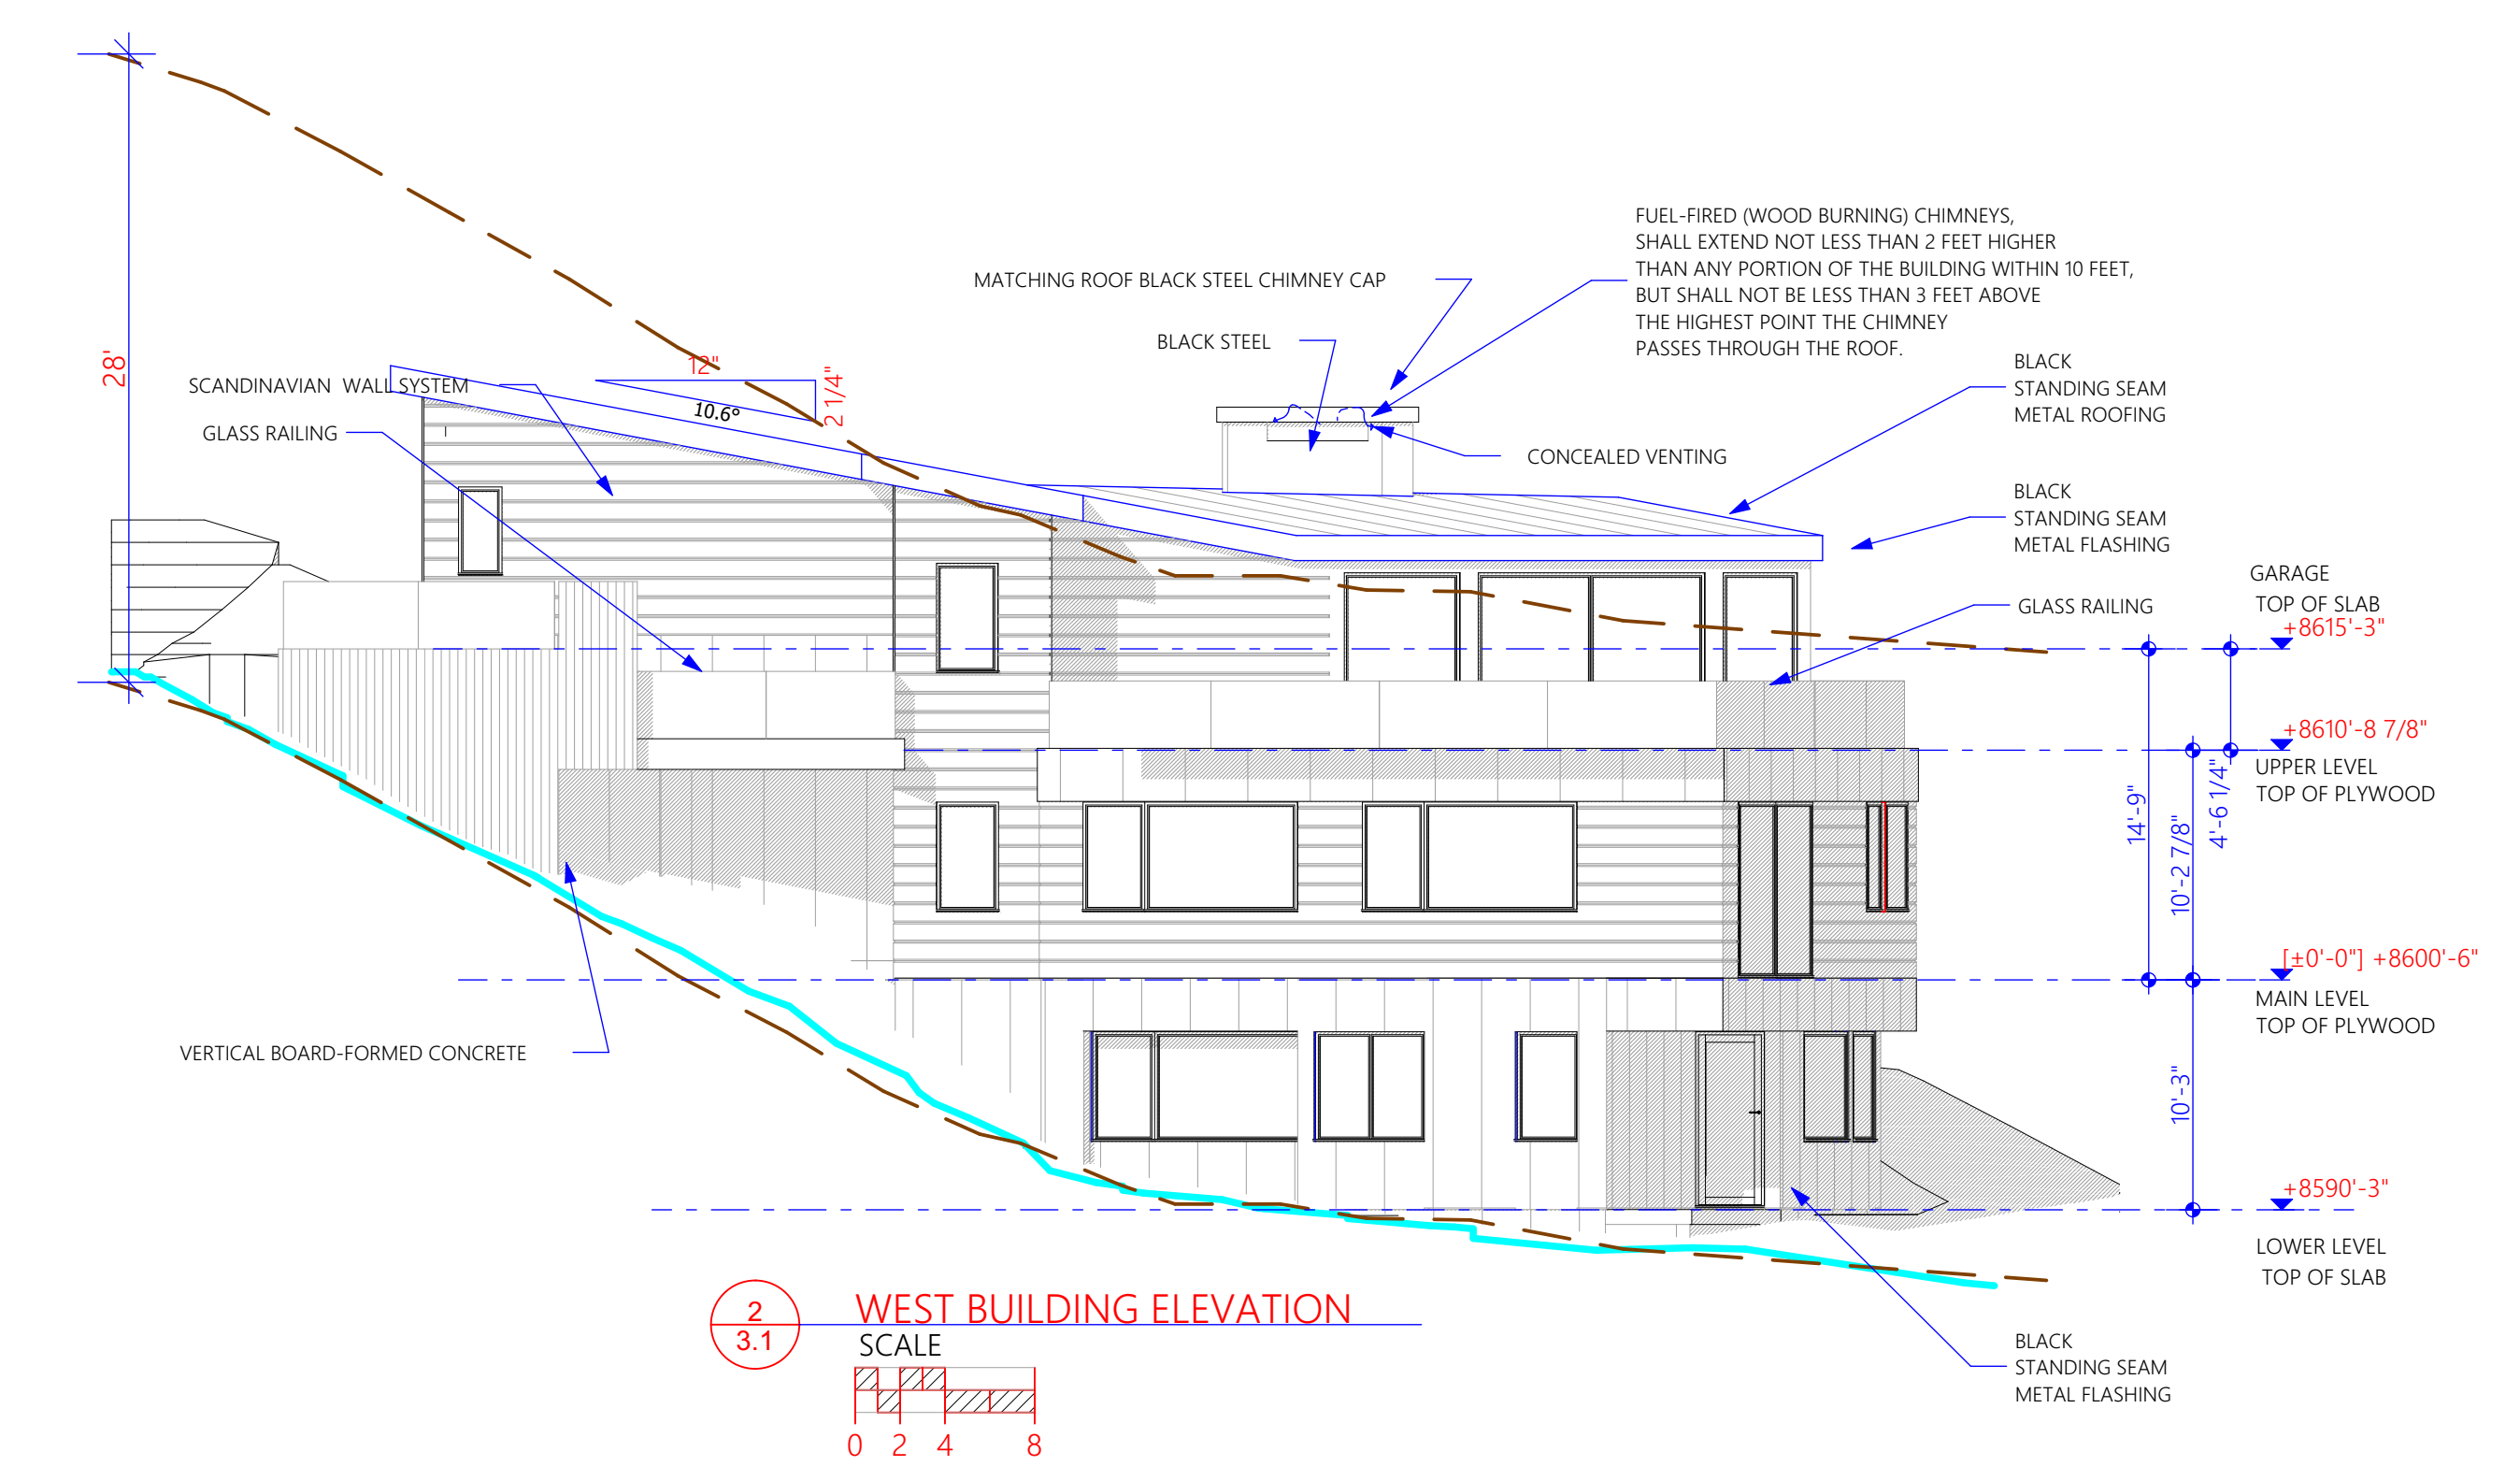 FUEL-FIRED (WOOD BURNING) CHIMNEYS,
SHALL EXTEND NOT LESS THAN 2 FEET HIGHER
THAN ANY PORTION OF THE BUILDING WITHIN 10 FEET,
BUT SHALL NOT BE LESS THAN 3 FEET ABOVE
THE HIGHEST POINT THE CHIMNEY
PASSES THROUGH THE ROOF.
MATCHING ROOF BLACK STEEL CHIMNEY CAP
BLACK STEEL
28'
12"
2 1/4"
10.6°
SCANDINAVIAN WALL SYSTEM
GLASS RAILING
CONCEALED VENTING
BLACK
STANDING SEAM
METAL ROOFING
BLACK
STANDING SEAM
METAL FLASHING
GARAGE
TOP OF SLAB
+8615'-3"
GLASS RAILING
+8610'-8 7/8"
UPPER LEVEL
TOP OF PLYWOOD
14'-9"
10'-2 7/8"
4'-6 1/4"
[±0'-0"] +8600'-6"
MAIN LEVEL
TOP OF PLYWOOD
VERTICAL BOARD-FORMED CONCRETE
10'-3"
+8590'-3"
LOWER LEVEL
TOP OF SLAB
2
3.1
WEST BUILDING ELEVATION
SCALE
0 2 4 8
BLACK
STANDING SEAM
METAL FLASHING